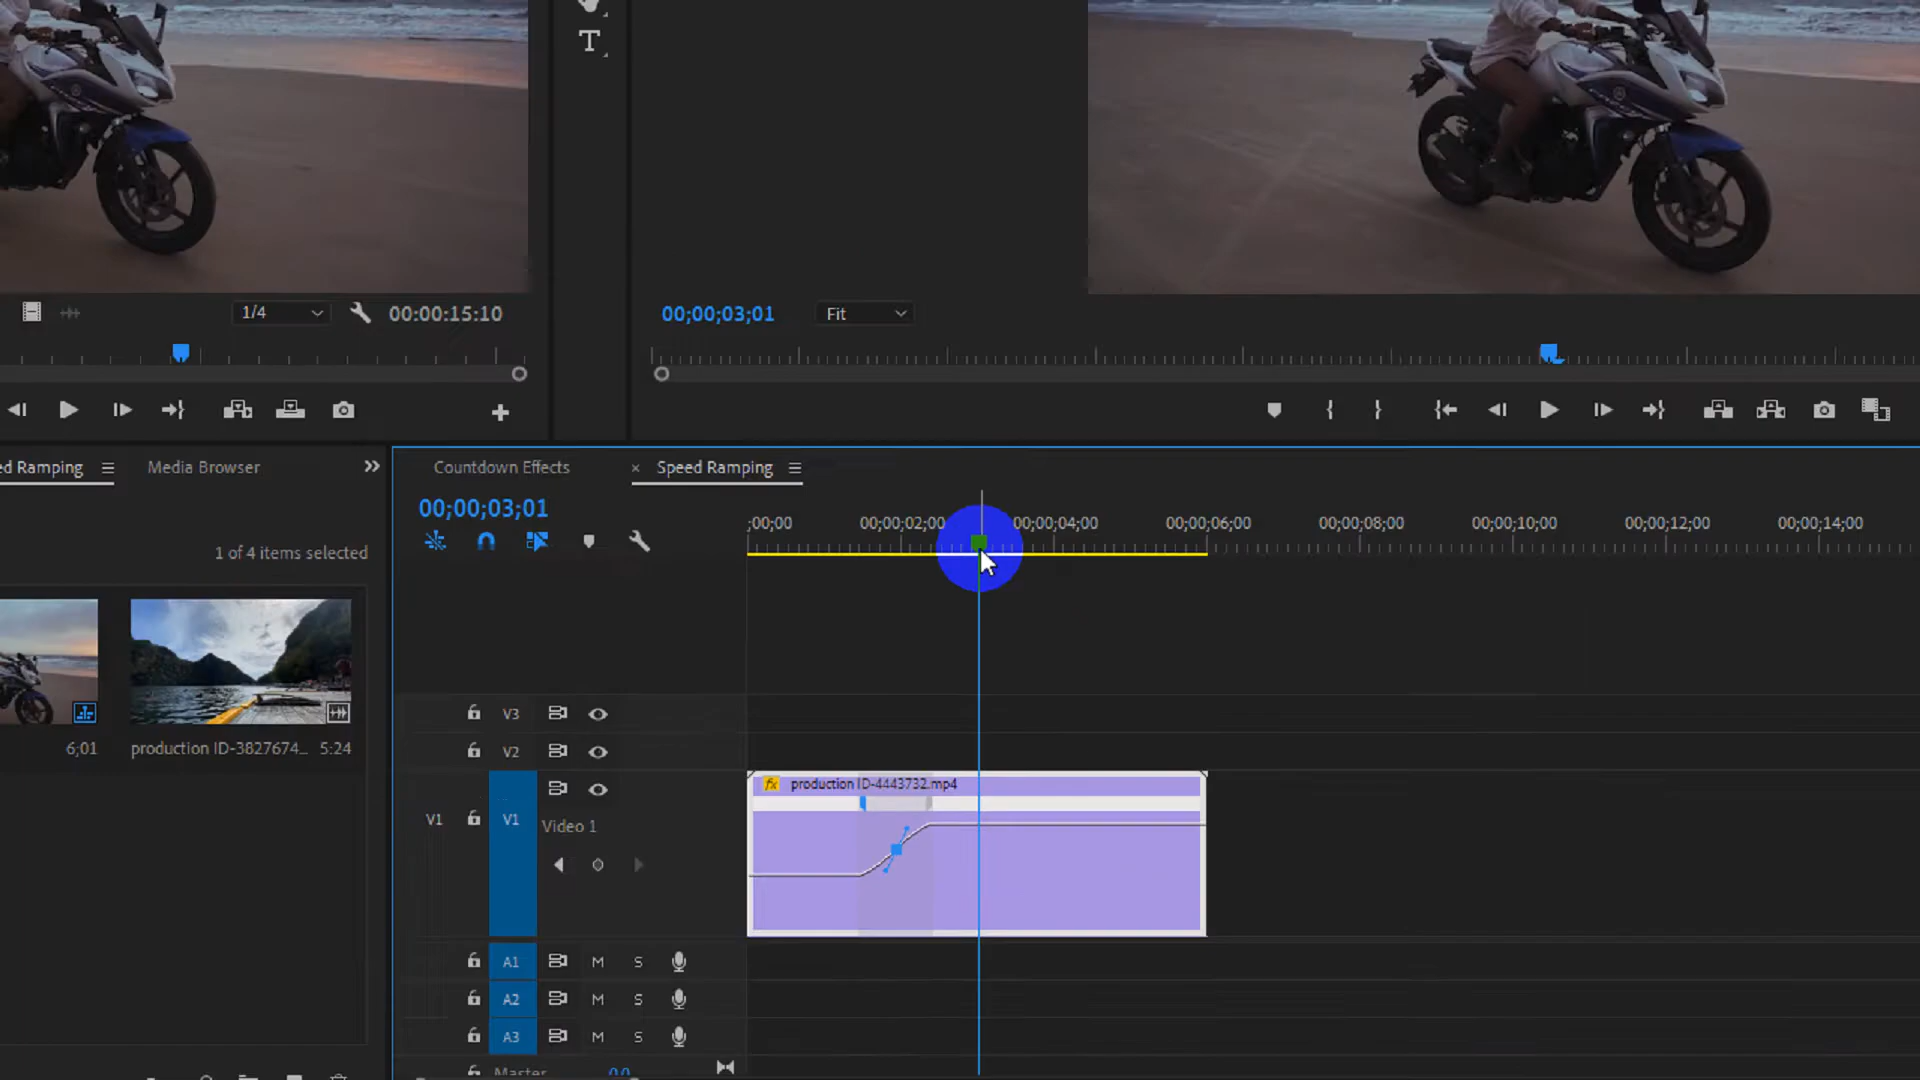 T
1/4
00:00:15:10
00;00;03;01
Fit
ed Ramping
Media Browser
Countdown Effects
× Speed Ramping
00;00;03;01
1 of 4 items selected
;00;00
00;00;02;00
00;00;04;00
00;00;06;00
00;00;08;00
00;00;10;00
00;00;12;00
00;00;14;00
6;01
production ID-3827674...
5:24
V3
V2
fx
production ID-4443732.mp4
V1
V1
Video 1
A1
M
S
A2
M
S
A3
M
S
Master
0.0